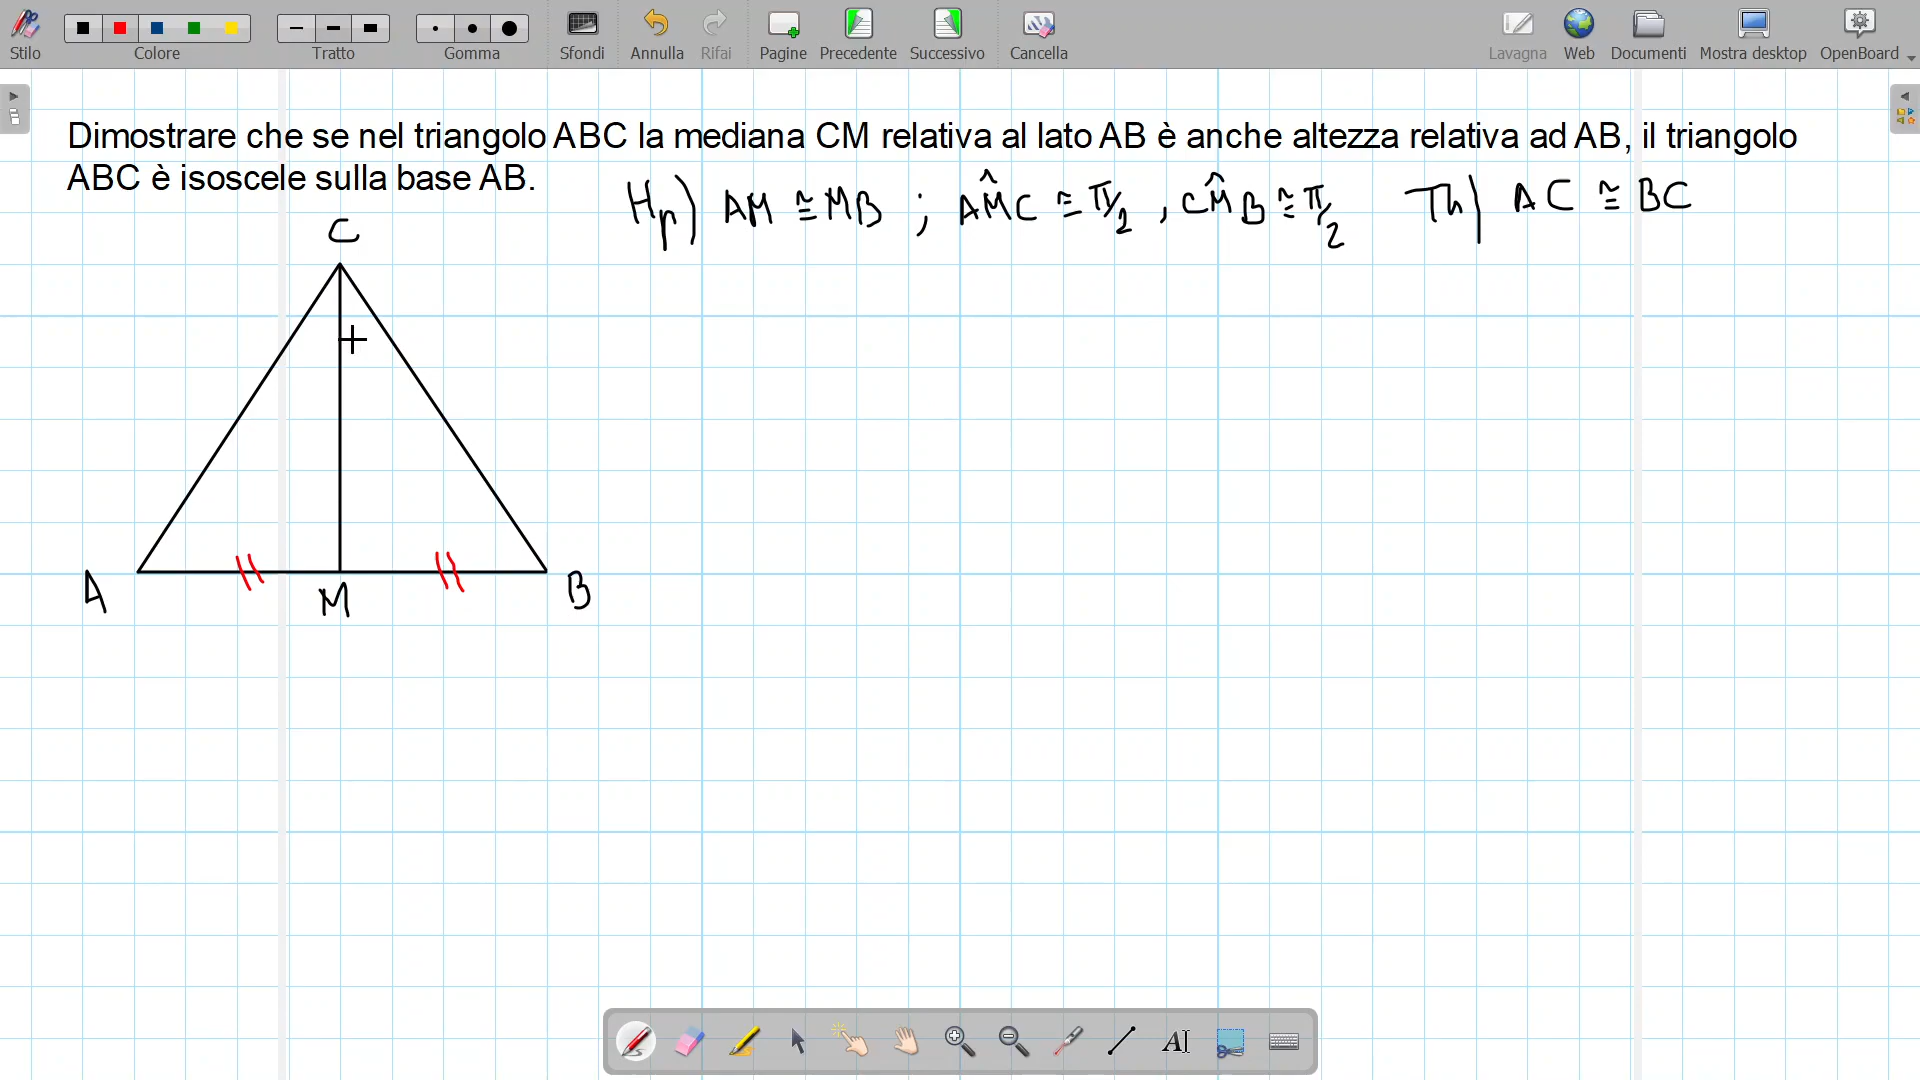 Stilo Colore Tratto Gomma Sfondi Annulla Rifai Pagine Precedente Successivo Cancella Lavagna Web Documenti Mostra desktop OpenBoard
Dimostrare che se nel triangolo ABC la mediana CM relativa al lato AB è anche altezza relativa ad AB, il triangolo
ABC è isoscele sulla base AB.
Hp) AM ≅ MB ; AM̂C ≅ π/2 , CM̂B ≅ π/2 Th) AC ≅ BC
C
A M B
AI